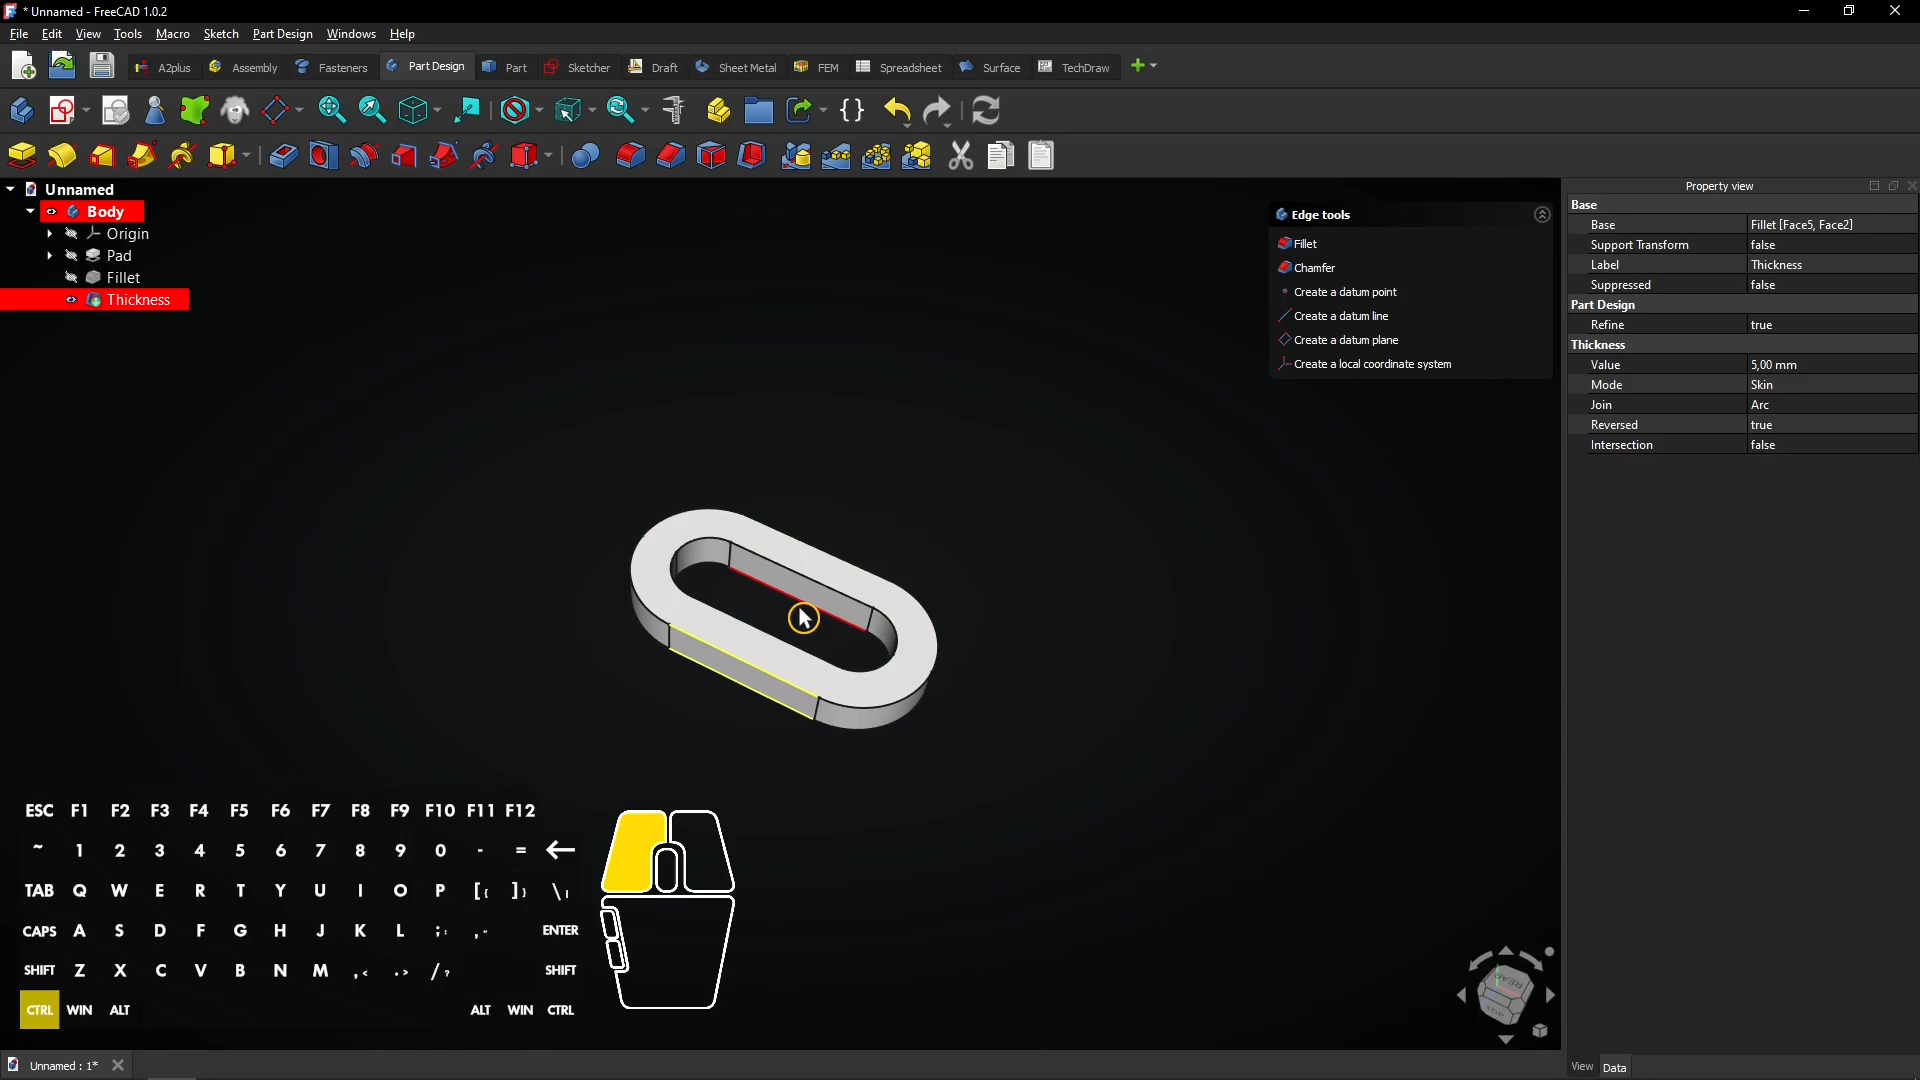 * Unnamed - FreeCAD 1.0.2
File Edit View Tools Macro Sketch Part Design Windows Help
A2plus Assembly Fasteners Part Design Part Sketcher Draft Sheet Metal FEM Spreadsheet Surface TechDraw
Unnamed
Body
Origin
Pad
Fillet
Thickness
Edge tools
Fillet
Chamfer
Create a datum point
Create a datum line
Create a datum plane
Create a local coordinate system
Property view
Base
Base Fillet [Face5, Face2]
Support Transform false
Label Thickness
Suppressed false
Part Design
Refine true
Thickness
Value 5,00 mm
Mode Skin
Join Arc
Reversed true
Intersection false
ESC F1 F2 F3 F4 F5 F6 F7 F8 F9 F10 F11 F12
~ 1 2 3 4 5 6 7 8 9 0 - = ←
TAB Q W E R T Y U I O P [{ ]} \|
CAPS A S D F G H J K L ;: ," ENTER
SHIFT Z X C V B N M ,< .> /? SHIFT
CTRL WIN ALT ALT WIN CTRL
REAR
Unnamed : 1*
View Data